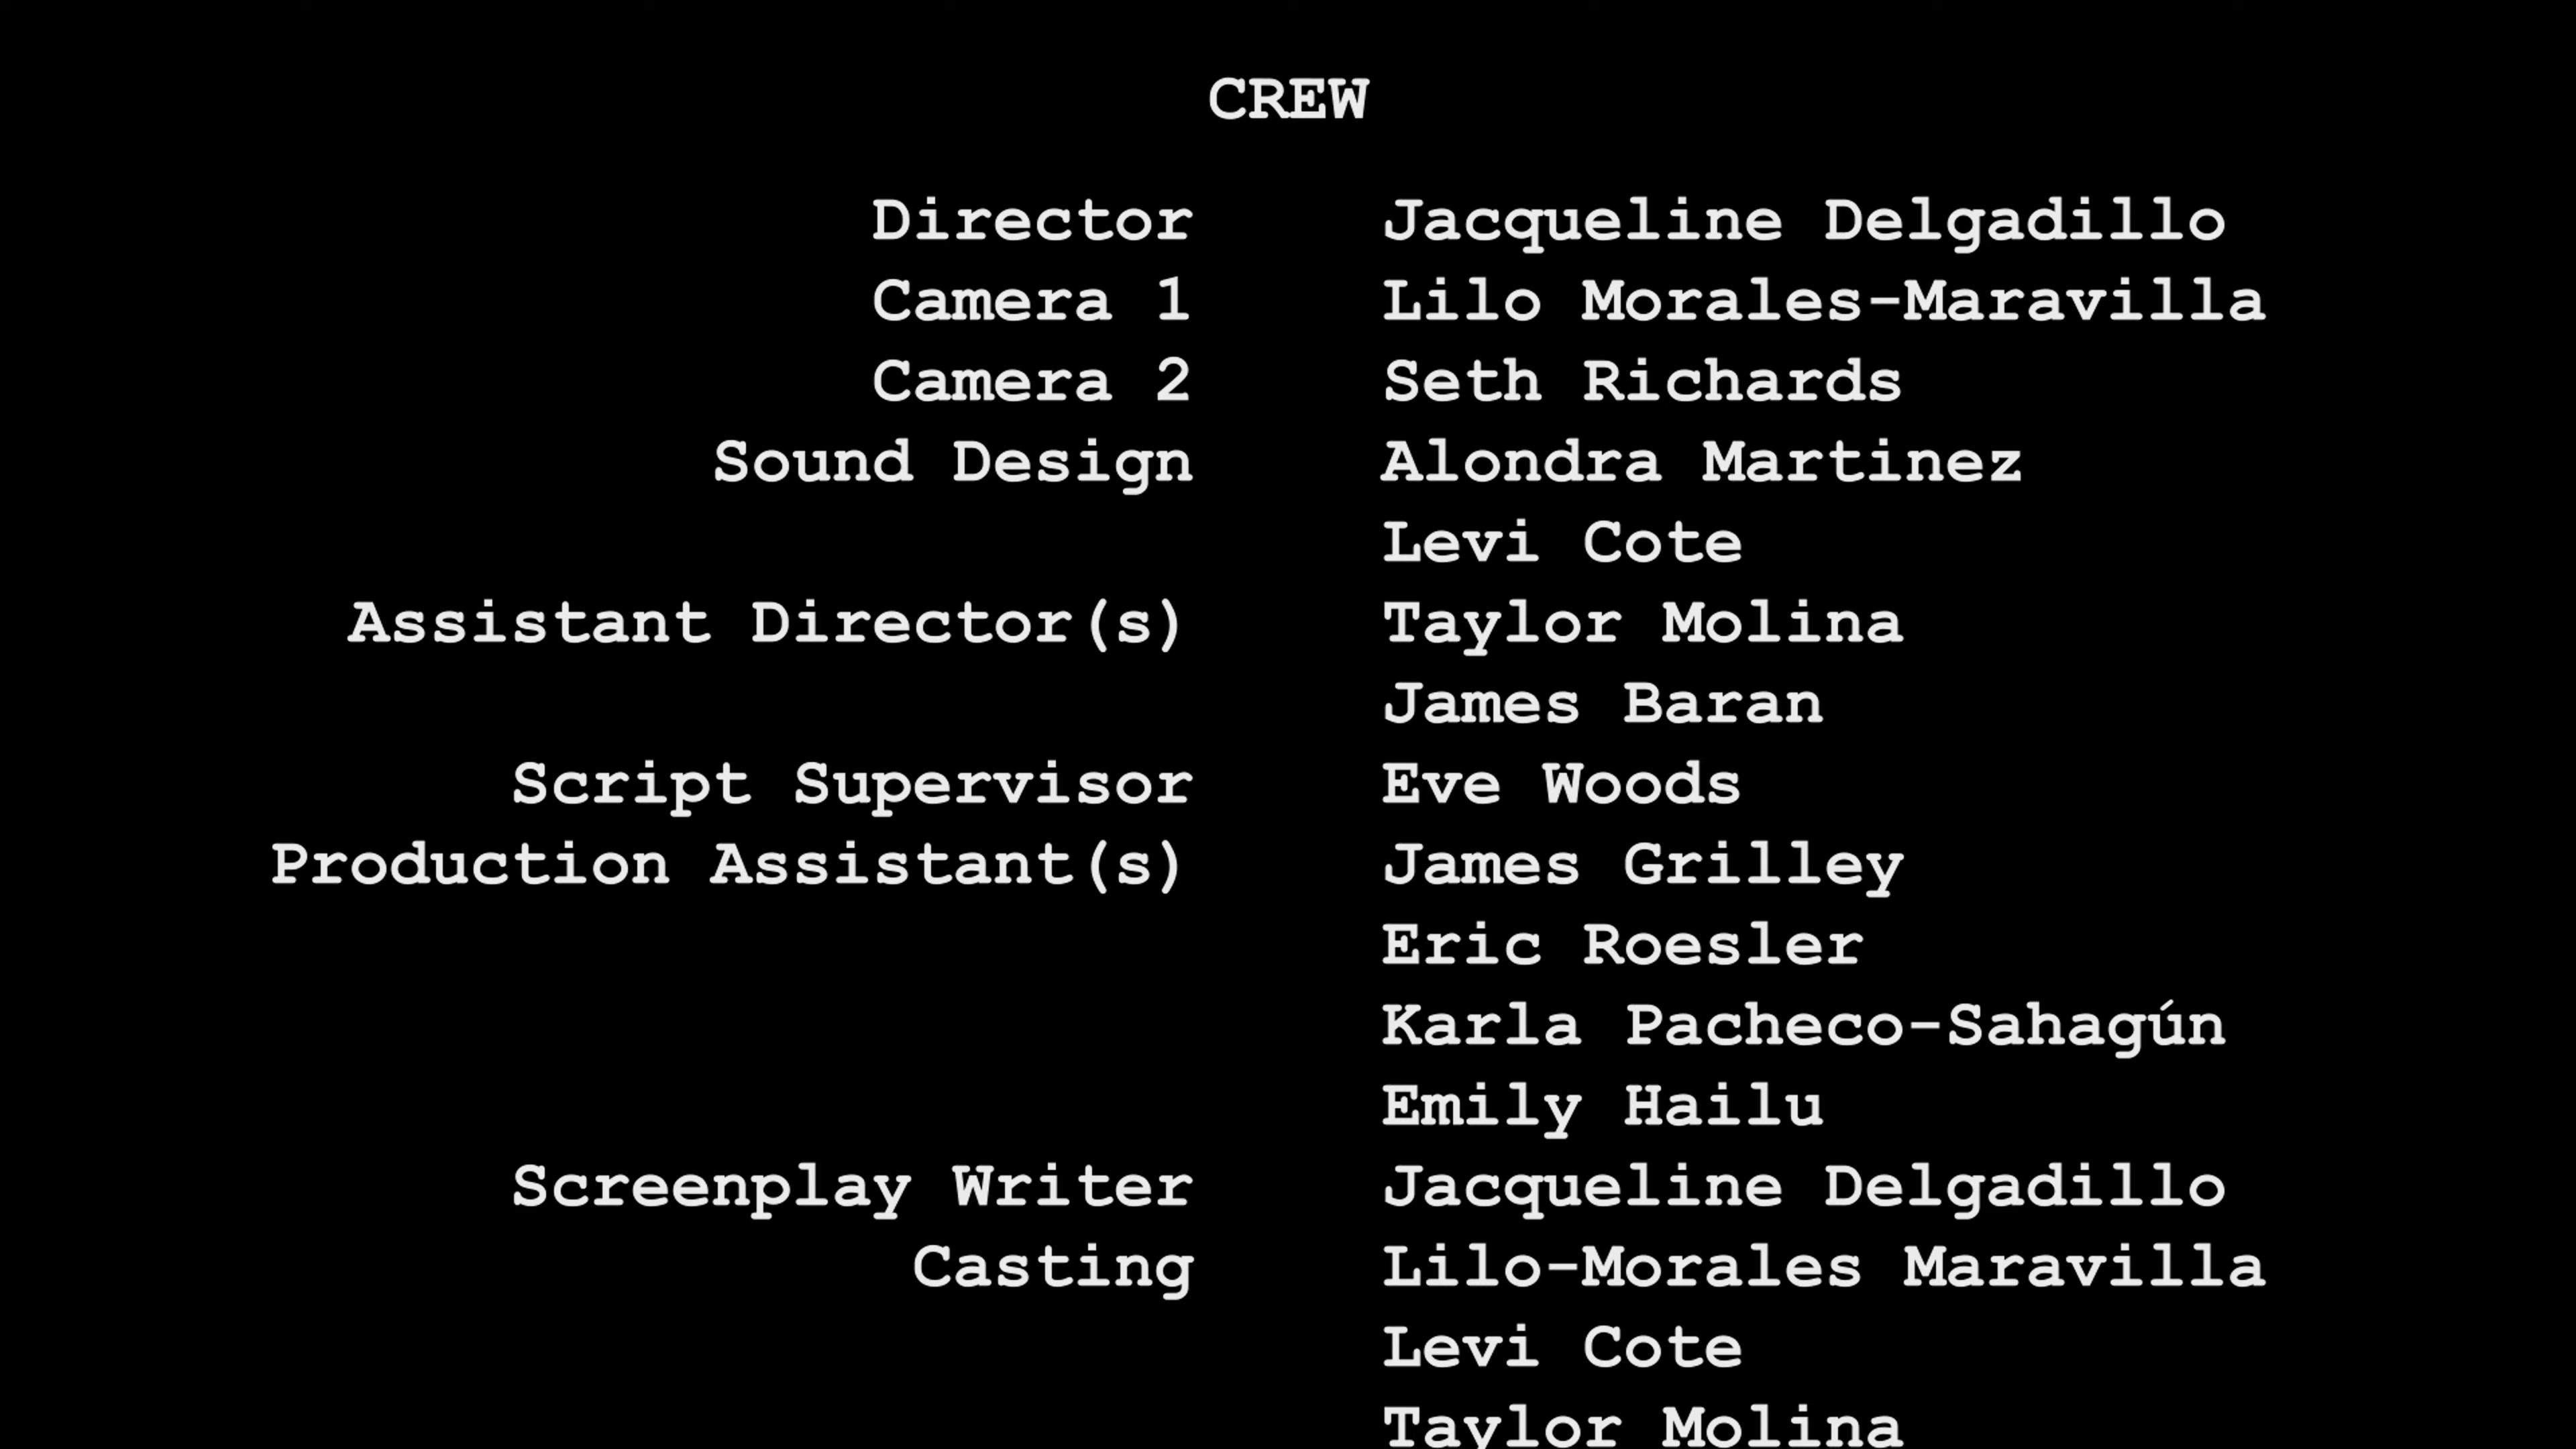 CREW
Director Jacqueline Delgadillo
Camera 1 Lilo Morales-Maravilla
Camera 2 Seth Richards
Sound Design Alondra Martinez
Levi Cote
Assistant Director(s) Taylor Molina
James Baran
Script Supervisor Eve Woods
Production Assistant(s) James Grilley
Eric Roesler
Karla Pacheco-Sahagún
Emily Hailu
Screenplay Writer Jacqueline Delgadillo
Casting Lilo-Morales Maravilla
Levi Cote
Taylor Molina